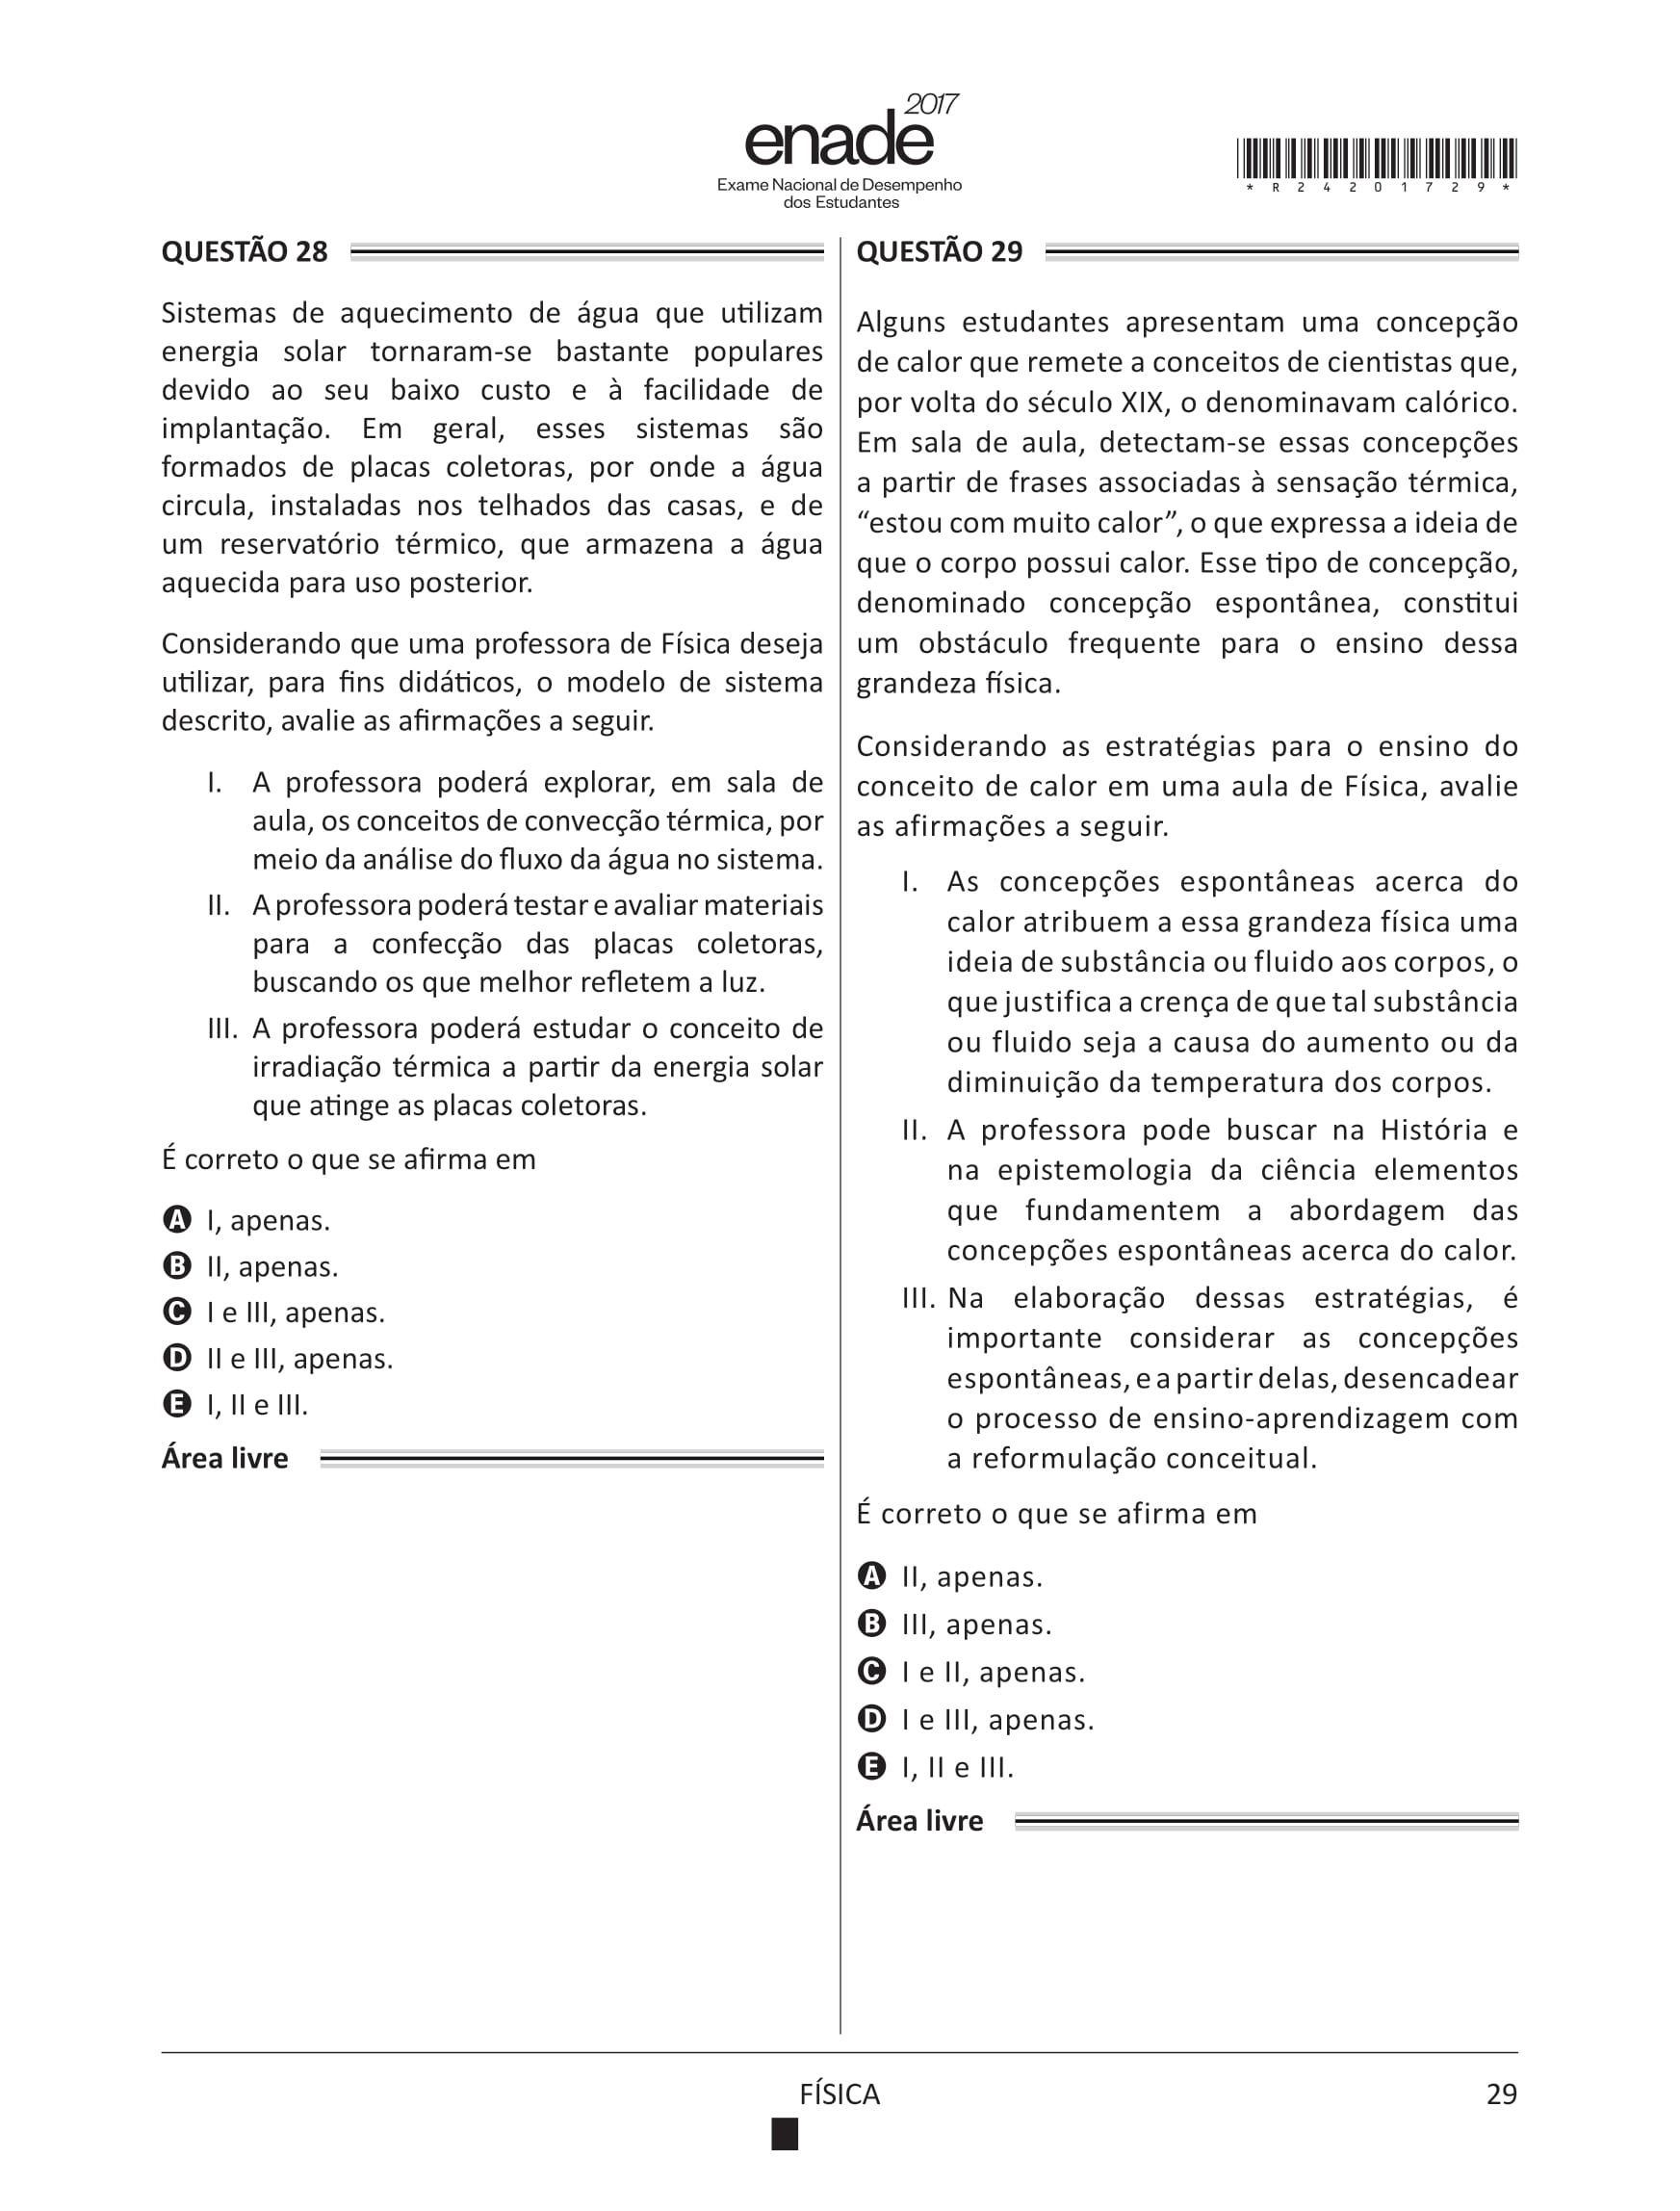 2017
enade
Exame Nacional de Desempenho
dos Estudantes
* R 2 4 2 0 1 7 2 9 *
QUESTÃO 28
Sistemas de aquecimento de água que utilizam
energia solar tornaram-se bastante populares
devido ao seu baixo custo e à facilidade de
implantação. Em geral, esses sistemas são
formados de placas coletoras, por onde a água
circula, instaladas nos telhados das casas, e de
um reservatório térmico, que armazena a água
aquecida para uso posterior.
Considerando que uma professora de Física deseja
utilizar, para fins didáticos, o modelo de sistema
descrito, avalie as afirmações a seguir.
I. A professora poderá explorar, em sala de
aula, os conceitos de convecção térmica, por
meio da análise do fluxo da água no sistema.
II. A professora poderá testar e avaliar materiais
para a confecção das placas coletoras,
buscando os que melhor refletem a luz.
III. A professora poderá estudar o conceito de
irradiação térmica a partir da energia solar
que atinge as placas coletoras.
É correto o que se afirma em
A I, apenas.
B II, apenas.
C I e III, apenas.
D II e III, apenas.
E I, II e III.
Área livre
QUESTÃO 29
Alguns estudantes apresentam uma concepção
de calor que remete a conceitos de cientistas que,
por volta do século XIX, o denominavam calórico.
Em sala de aula, detectam-se essas concepções
a partir de frases associadas à sensação térmica,
“estou com muito calor”, o que expressa a ideia de
que o corpo possui calor. Esse tipo de concepção,
denominado concepção espontânea, constitui
um obstáculo frequente para o ensino dessa
grandeza física.
Considerando as estratégias para o ensino do
conceito de calor em uma aula de Física, avalie
as afirmações a seguir.
I. As concepções espontâneas acerca do
calor atribuem a essa grandeza física uma
ideia de substância ou fluido aos corpos, o
que justifica a crença de que tal substância
ou fluido seja a causa do aumento ou da
diminuição da temperatura dos corpos.
II. A professora pode buscar na História e
na epistemologia da ciência elementos
que fundamentem a abordagem das
concepções espontâneas acerca do calor.
III. Na elaboração dessas estratégias, é
importante considerar as concepções
espontâneas, e a partir delas, desencadear
o processo de ensino-aprendizagem com
a reformulação conceitual.
É correto o que se afirma em
A II, apenas.
B III, apenas.
C I e II, apenas.
D I e III, apenas.
E I, II e III.
Área livre
FÍSICA
29